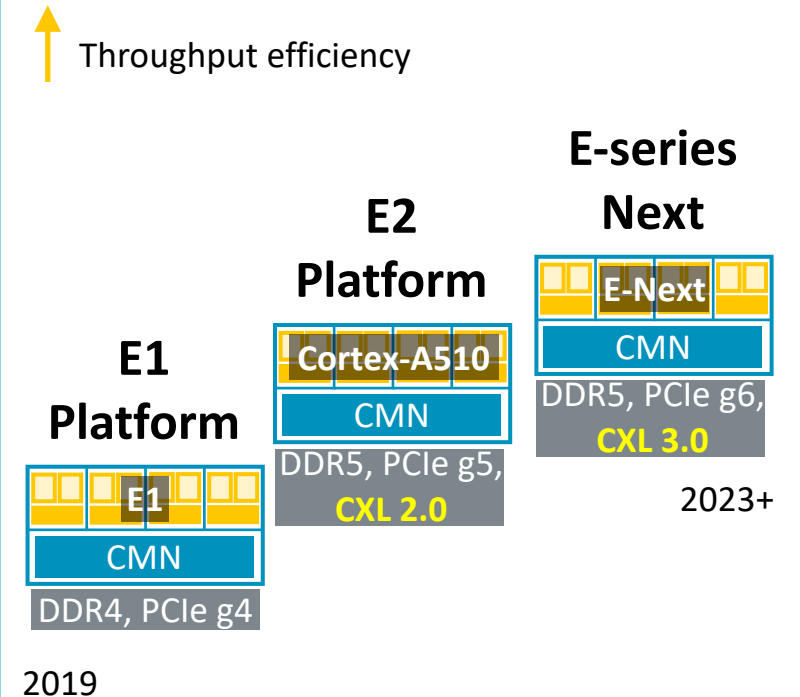 Throughput efficiency
E-series
Next
E-Next
CMN
DDR5, PCIe g6,
CXL 3.0
2023+
E2
Platform
Cortex-A510
CMN
DDR5, PCIe g5,
CXL 2.0
E1
Platform
E1
CMN
DDR4, PCIe g4
2019